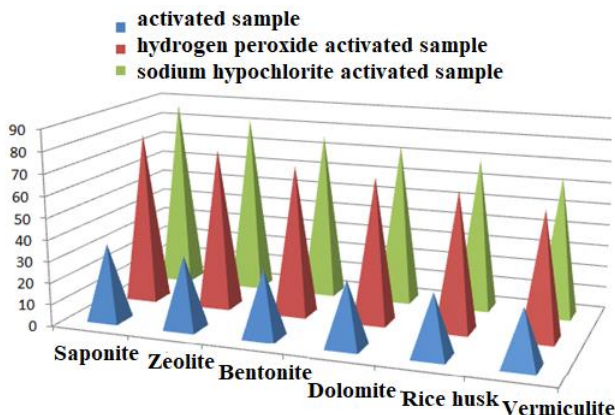 activated sample
hydrogen peroxide activated sample
sodium hypochlorite activated sample
90
80
70
60
50
40
30
20
10
0
Saponite
Zeolite
Bentonite
Dolomite
Rice husk
Vermiculite